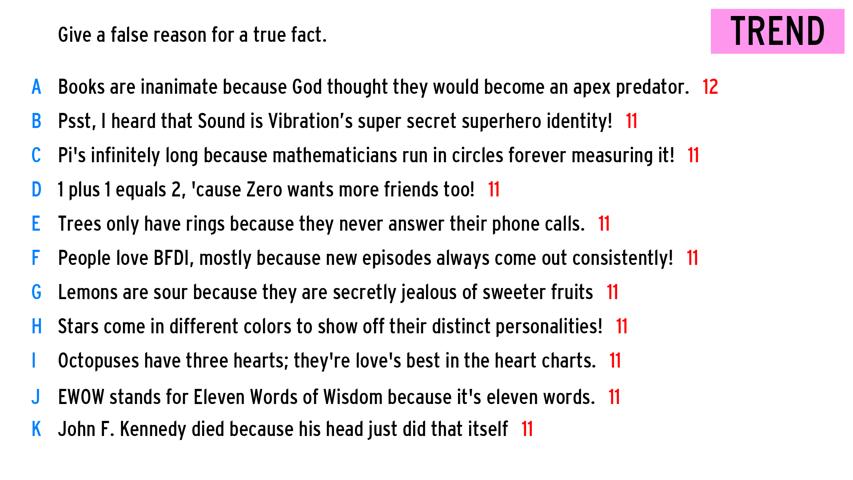 Give a false reason for a true fact.
TREND
A Books are inanimate because God thought they would become an apex predator. 12
B Psst, I heard that Sound is Vibration's super secret superhero identity! 11
C Pi's infinitely long because mathematicians run in circles forever measuring it! 11
D 1 plus 1 equals 2, 'cause Zero wants more friends too! 11
E Trees only have rings because they never answer their phone calls. 11
F People love BFDI, mostly because new episodes always come out consistently! 11
G Lemons are sour because they are secretly jealous of sweeter fruits 11
H Stars come in different colors to show off their distinct personalities! 11
I Octopuses have three hearts; they're love's best in the heart charts. 11
J EWOW stands for Eleven Words of Wisdom because it's eleven words. 11
K John F. Kennedy died because his head just did that itself 11